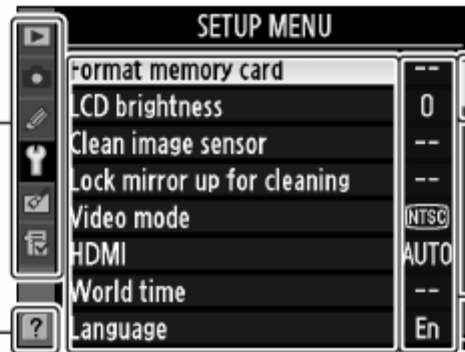 SETUP MENU
Format memory card --
LCD brightness 0
Clean image sensor --
Lock mirror up for cleaning --
Video mode NTSC
HDMI AUTO
World time --
? Language En